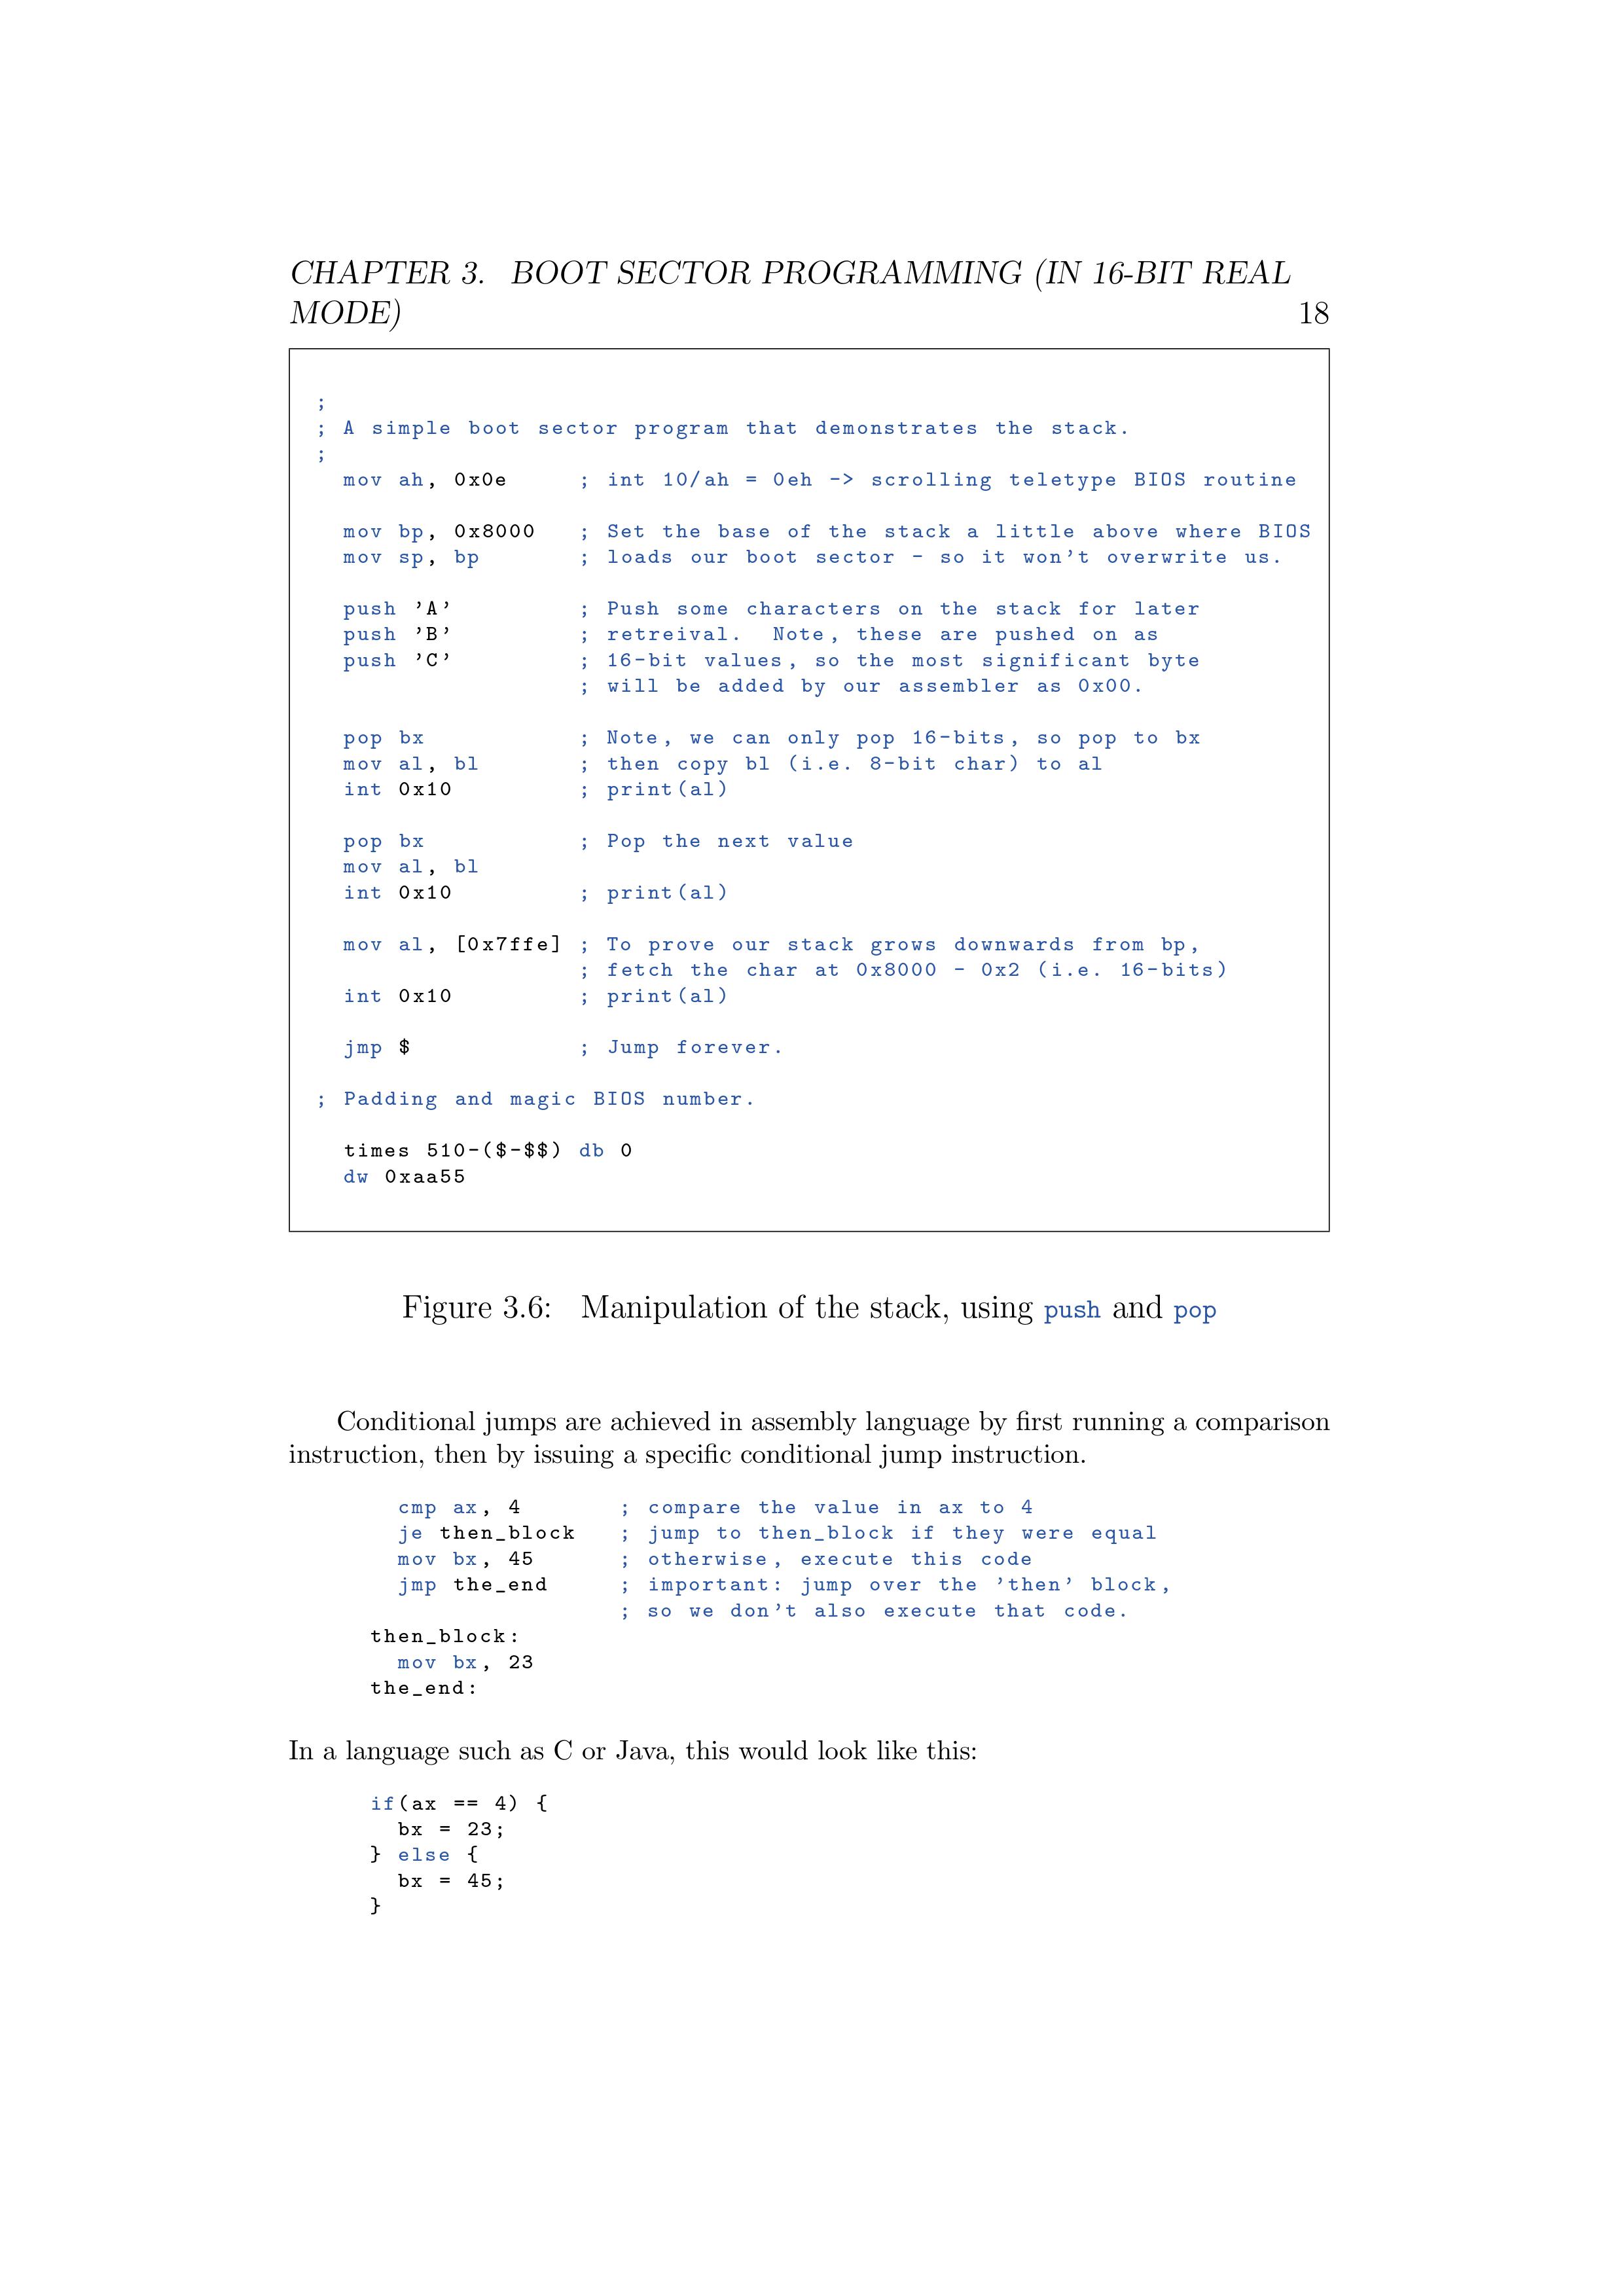 CHAPTER 3. BOOT SECTOR PROGRAMMING (IN 16-BIT REAL
MODE) 18
;
; A simple boot sector program that demonstrates the stack.
;
mov ah, 0x0e ; int 10/ah = 0eh -> scrolling teletype BIOS routine
mov bp, 0x8000 ; Set the base of the stack a little above where BIOS
mov sp, bp ; loads our boot sector - so it won't overwrite us.
push 'A' ; Push some characters on the stack for later
push 'B' ; retreival. Note, these are pushed on as
push 'C' ; 16-bit values, so the most significant byte
; will be added by our assembler as 0x00.
pop bx ; Note, we can only pop 16-bits, so pop to bx
mov al, bl ; then copy bl (i.e. 8-bit char) to al
int 0x10 ; print(al)
pop bx ; Pop the next value
mov al, bl
int 0x10 ; print(al)
mov al, [0x7ffe] ; To prove our stack grows downwards from bp,
; fetch the char at 0x8000 - 0x2 (i.e. 16-bits)
int 0x10 ; print(al)
jmp $ ; Jump forever.
; Padding and magic BIOS number.
times 510-($-$$) db 0
dw 0xaa55
Figure 3.6: Manipulation of the stack, using push and pop
Conditional jumps are achieved in assembly language by first running a comparison
instruction, then by issuing a specific conditional jump instruction.
cmp ax, 4 ; compare the value in ax to 4
je then_block ; jump to then_block if they were equal
mov bx, 45 ; otherwise, execute this code
jmp the_end ; important: jump over the 'then' block,
; so we don't also execute that code.
then_block:
mov bx, 23
the_end:
In a language such as C or Java, this would look like this:
if(ax == 4) {
bx = 23;
} else {
bx = 45;
}